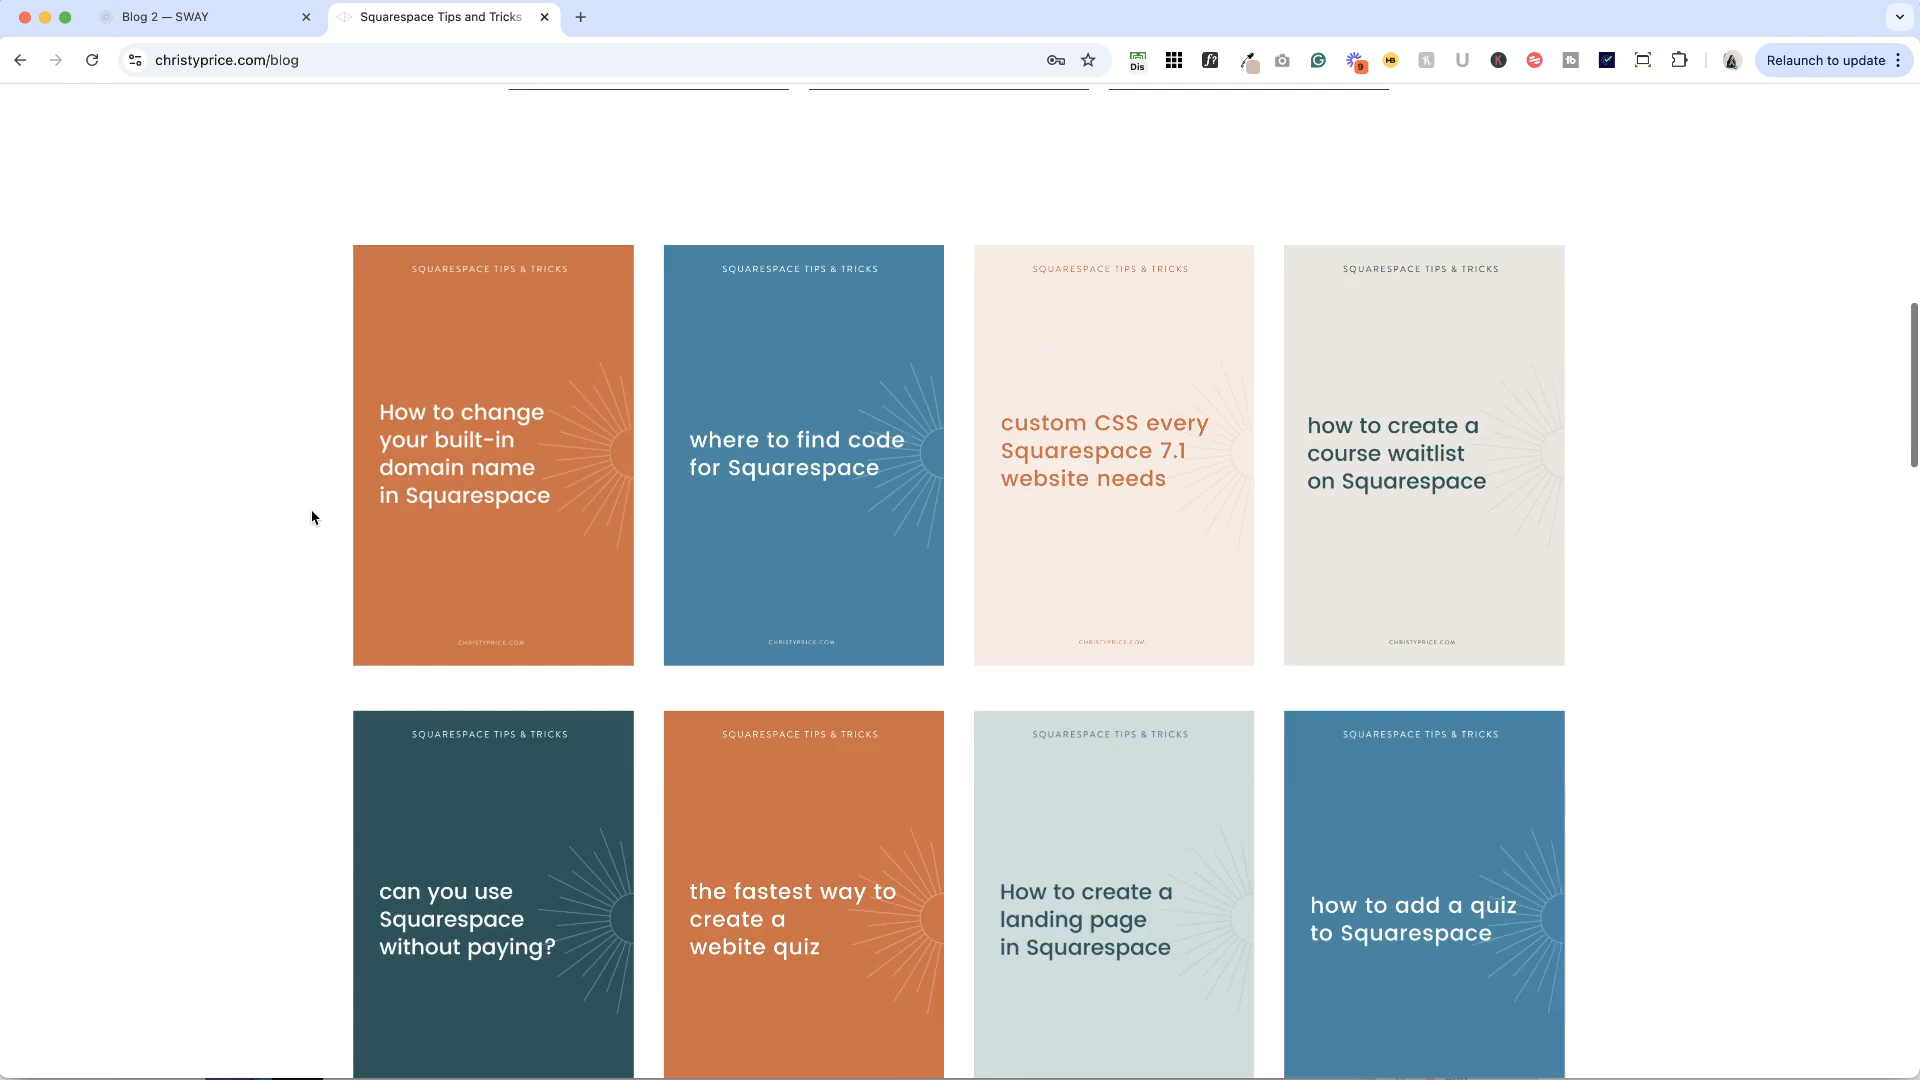 Blog 2 — SWAY
Squarespace Tips and Tricks
christyprice.com/blog
Dis
f?
9
HB
U
K
Relaunch to update
SQUARESPACE TIPS & TRICKS
How to change
your built-in
domain name
in Squarespace
CHRISTYPRICE.COM
SQUARESPACE TIPS & TRICKS
where to find code
for Squarespace
CHRISTYPRICE.COM
SQUARESPACE TIPS & TRICKS
custom CSS every
Squarespace 7.1
website needs
CHRISTYPRICE.COM
SQUARESPACE TIPS & TRICKS
how to create a
course waitlist
on Squarespace
CHRISTYPRICE.COM
SQUARESPACE TIPS & TRICKS
can you use
Squarespace
without paying?
SQUARESPACE TIPS & TRICKS
the fastest way to
create a
webite quiz
SQUARESPACE TIPS & TRICKS
How to create a
landing page
in Squarespace
SQUARESPACE TIPS & TRICKS
how to add a quiz
to Squarespace